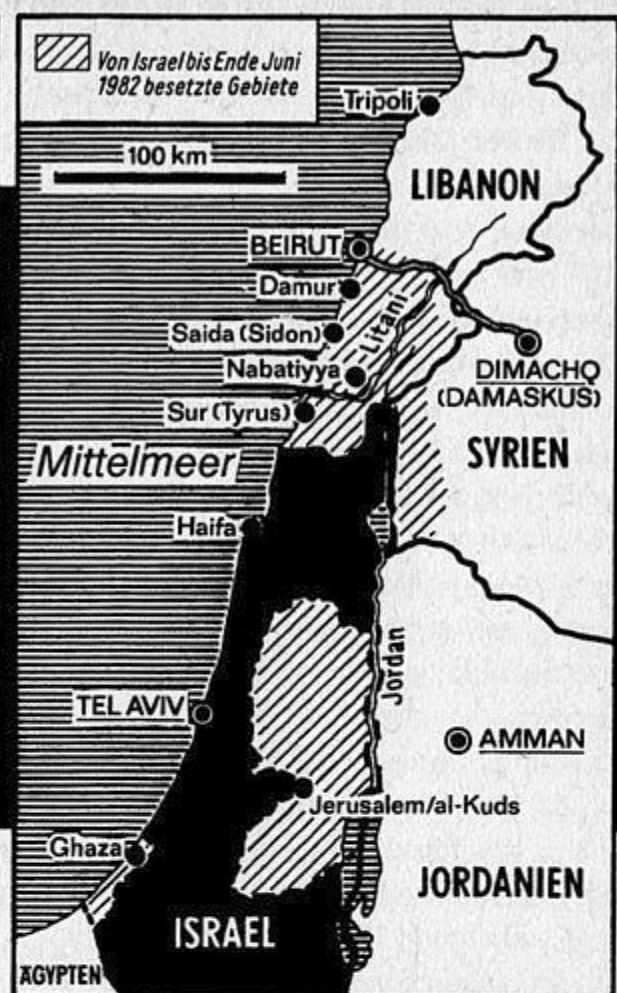 Von Israel bis Ende Juni
1982 besetzte Gebiete
Tripoli
100 km
LIBANON
BEIRUT
Damur
Litani
Saida (Sidon)
Nabatiyya
DIMACHQ
(DAMASKUS)
Sur (Tyrus)
Mittelmeer
SYRIEN
Haifa
Jordan
TEL AVIV
AMMAN
Jerusalem/al-Kuds
Ghaza
JORDANIEN
ISRAEL
ÄGYPTEN